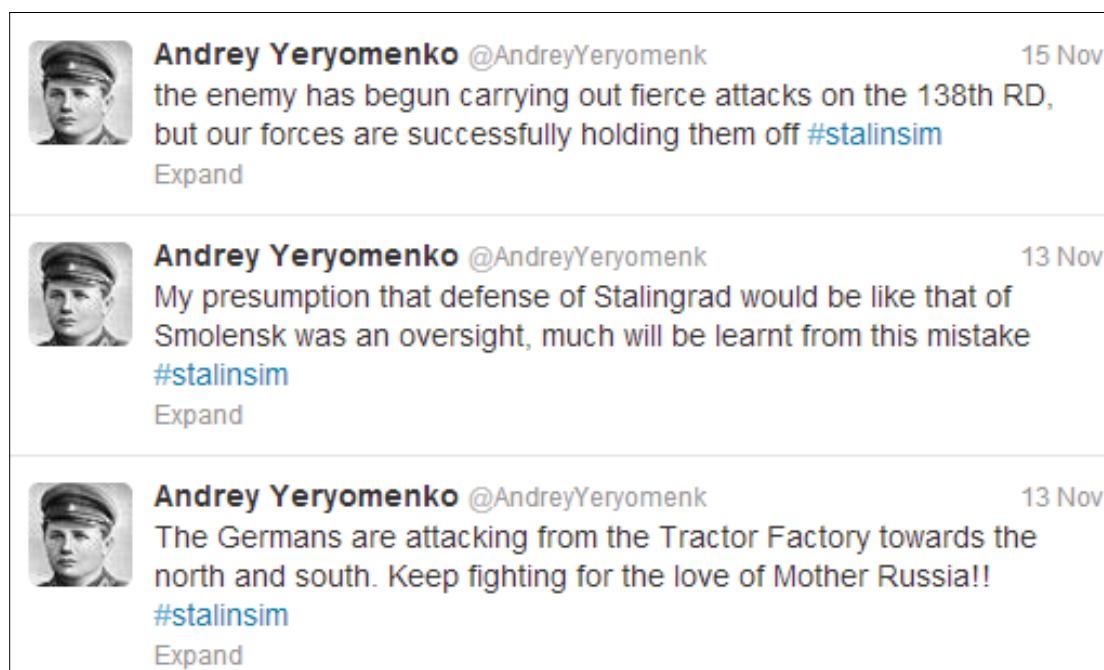 Andrey Yeryomenko @AndreyYeryomenk 15 Nov
the enemy has begun carrying out fierce attacks on the 138th RD,
but our forces are successfully holding them off #stalinsim
Expand
Andrey Yeryomenko @AndreyYeryomenk 13 Nov
My presumption that defense of Stalingrad would be like that of
Smolensk was an oversight, much will be learnt from this mistake
#stalinsim
Expand
Andrey Yeryomenko @AndreyYeryomenk 13 Nov
The Germans are attacking from the Tractor Factory towards the
north and south. Keep fighting for the love of Mother Russia!!
#stalinsim
Expand